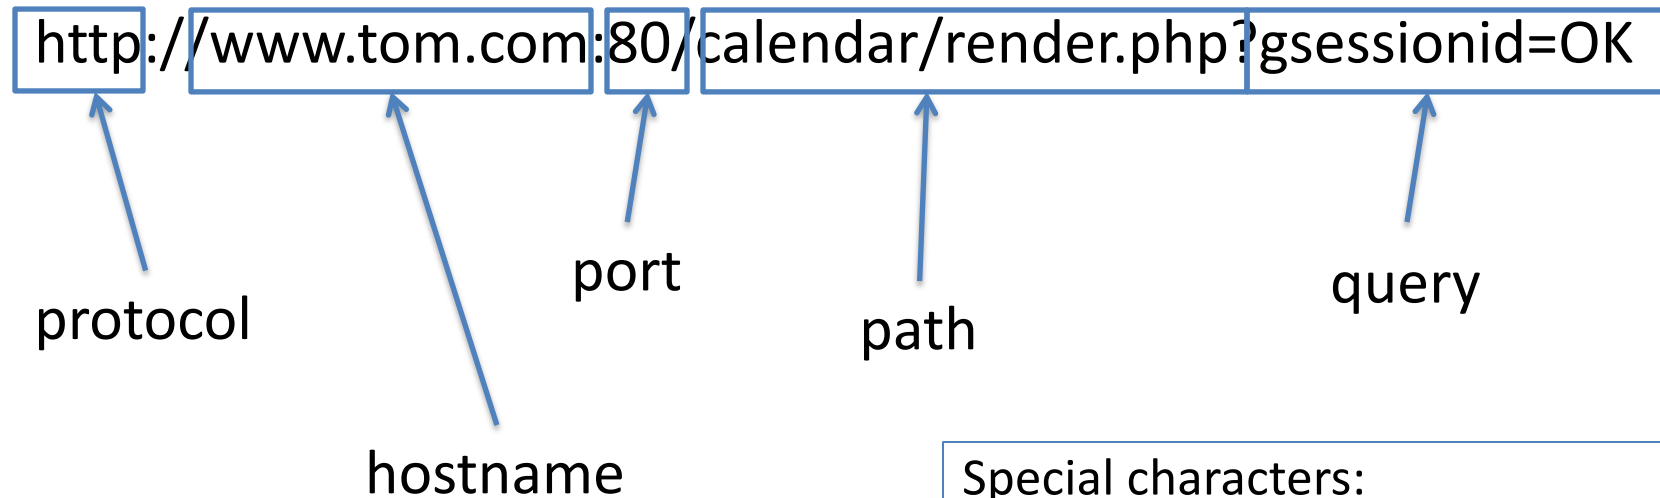 http://www.tom.com:80/calendar/render.php?gsessionid=OK
port
query
protocol
path
hostname
Special characters: